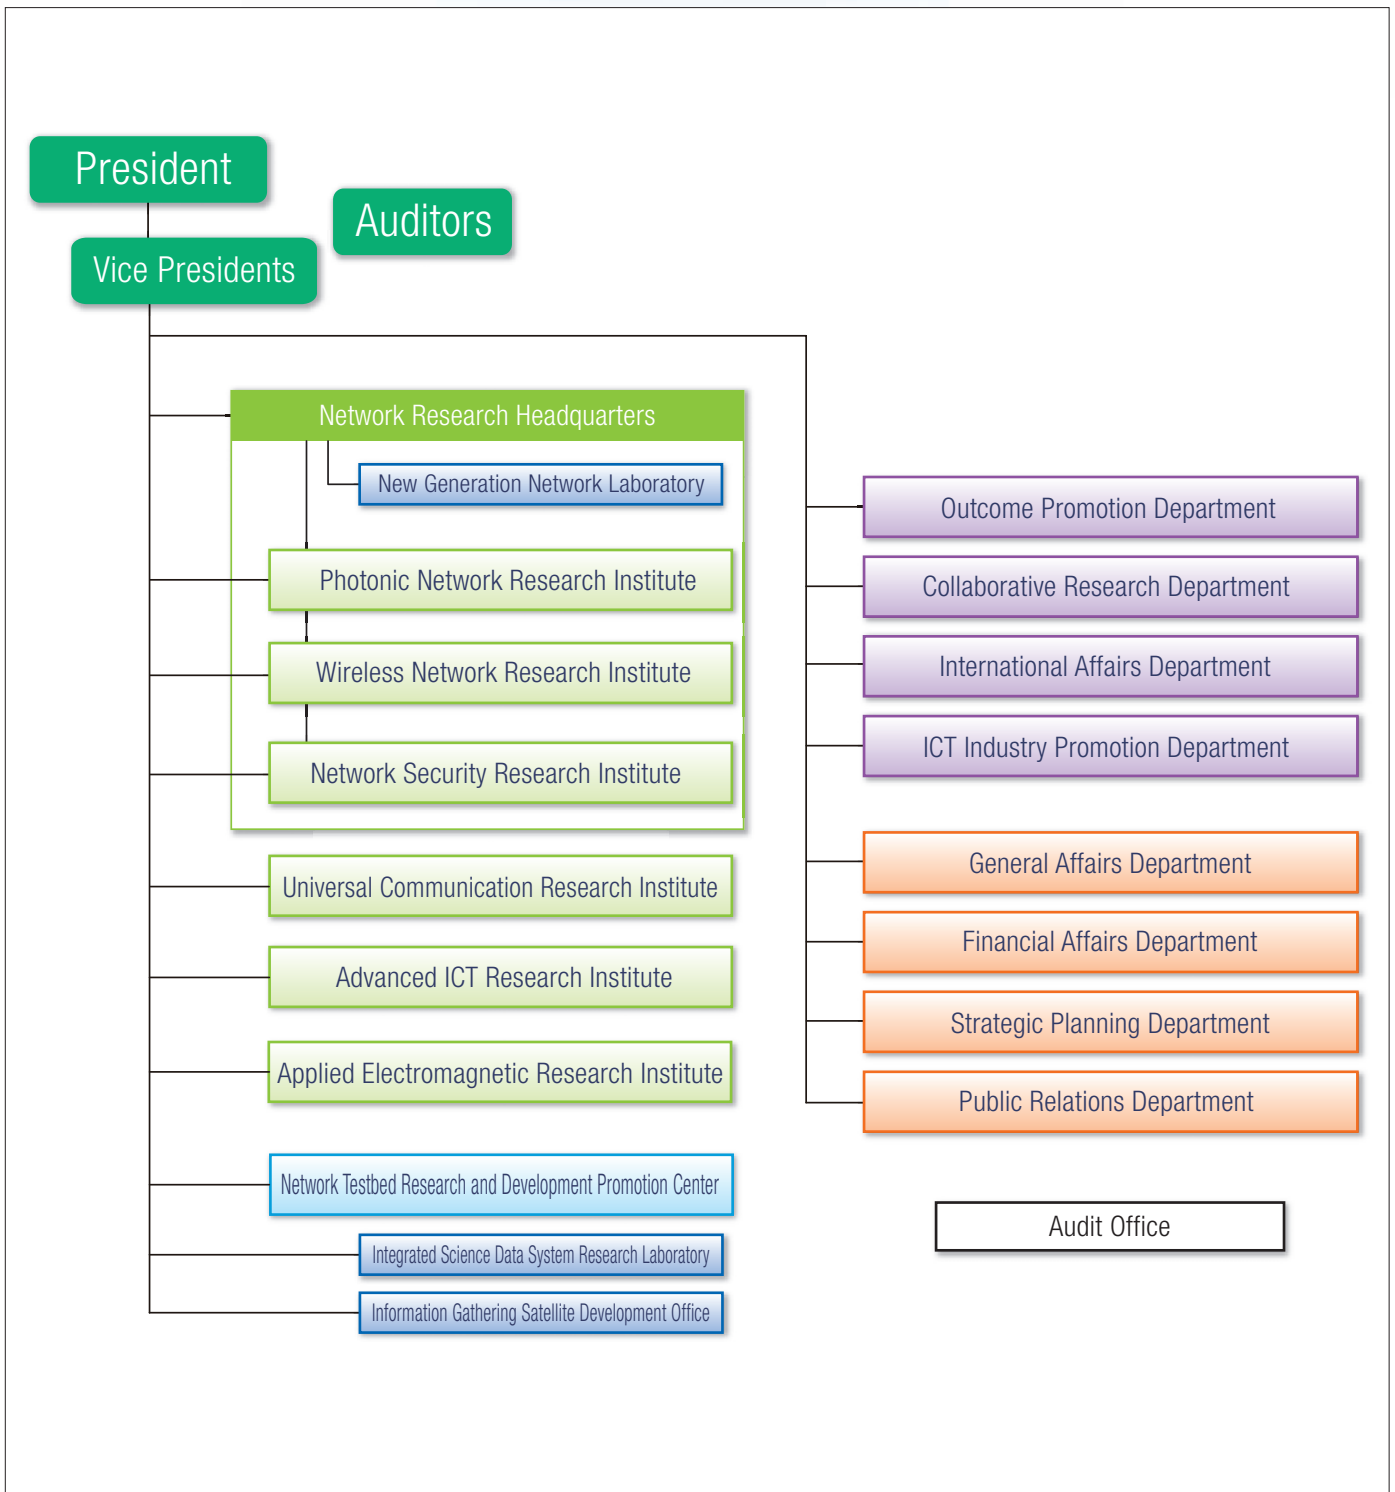 President
Auditors
Vice Presidents
Network Research Headquarters
New Generation Network Laboratory
Photonic Network Research Institute
Wireless Network Research Institute
Network Security Research Institute
Universal Communication Research Institute
Advanced ICT Research Institute
Applied Electromagnetic Research Institute
Network Testbed Research and Development Promotion Center
Integrated Science Data System Research Laboratory
Information Gathering Satellite Development Office
Outcome Promotion Department
Collaborative Research Department
International Affairs Department
ICT Industry Promotion Department
General Affairs Department
Financial Affairs Department
Strategic Planning Department
Public Relations Department
Audit Office